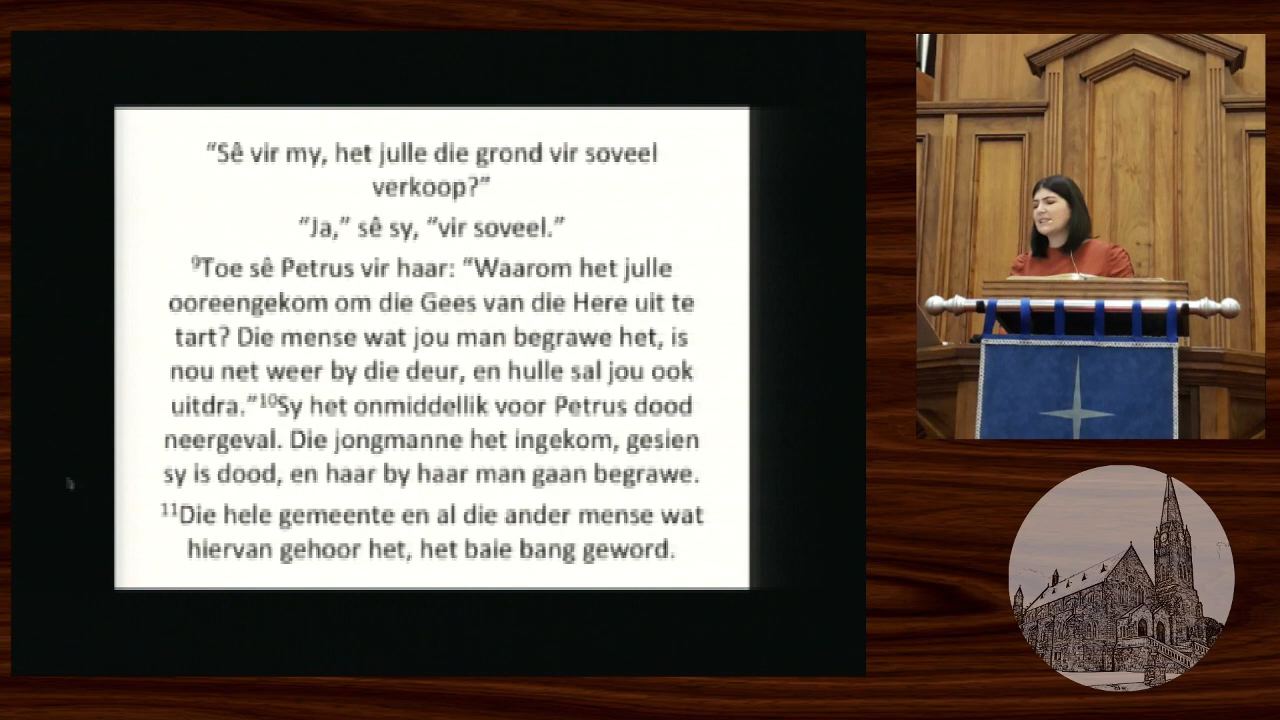 “Sê vir my, het julle die grond vir soveel
verkoop?”
“Ja,” sê sy, “vir soveel.”
⁹Toe sê Petrus vir haar: “Waarom het julle
ooreengekom om die Gees van die Here uit te
tart? Die mense wat jou man begrawe het, is
nou net weer by die deur, en hulle sal jou ook
uitdra.”¹⁰Sy het onmiddellik voor Petrus dood
neergeval. Die jongmanne het ingekom, gesien
sy is dood, en haar by haar man gaan begrawe.
¹¹Die hele gemeente en al die ander mense wat
hiervan gehoor het, het baie bang geword.